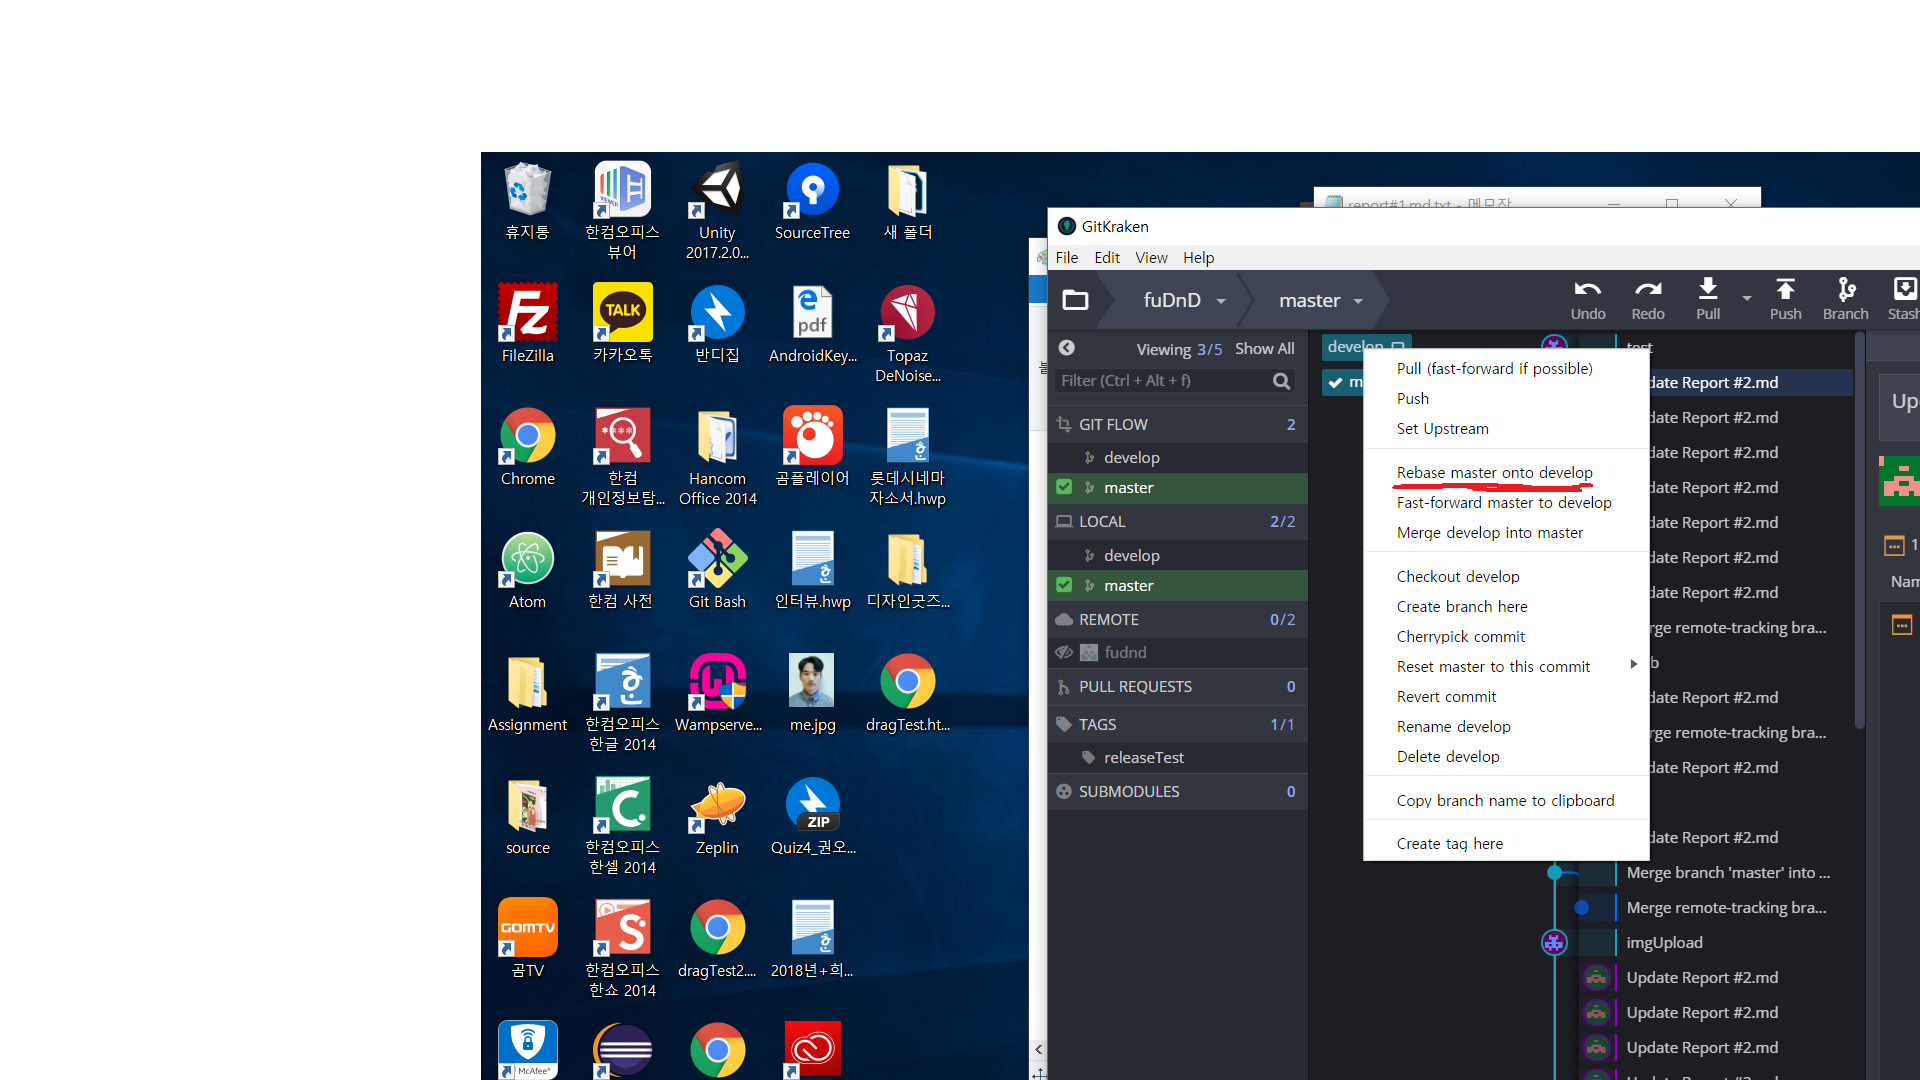 휴지통
한컴오피스
뷰어
Unity
2017.2.0...
SourceTree
새 폴더
FileZilla
TALK
카카오톡
반디집
pdf
AndroidKey...
Topaz
DeNoise...
Chrome
한컴
개인정보탐...
Hancom
Office 2014
곰플레이어
롯데시네마
자소서.hwp
Atom
한컴 사전
Git Bash
인터뷰.hwp
디자인굿즈...
Assignment
한컴오피스
한글 2014
Wampserve...
me.jpg
dragTest.ht...
source
한컴오피스
한셀 2014
Zeplin
ZIP
Quiz4_권오...
GOMTV
곰TV
한컴오피스
한쇼 2014
dragTest2....
2018년+희...
McAfee
report#1.md.txt - 메모장
GitKraken
File Edit View Help
fuDnD
master
Undo
Redo
Pull
Push
Branch
Stash
Viewing 3/5 Show All
Filter (Ctrl + Alt + f)
GIT FLOW 2
develop
master
LOCAL 2/2
develop
master
REMOTE 0/2
fudnd
PULL REQUESTS 0
TAGS 1/1
releaseTest
SUBMODULES 0
develop
m
Pull (fast-forward if possible)
Push
Set Upstream
Rebase master onto develop
Fast-forward master to develop
Merge develop into master
Checkout develop
Create branch here
Cherrypick commit
Reset master to this commit
Revert commit
Rename develop
Delete develop
Copy branch name to clipboard
Create tag here
test
date Report #2.md
date Report #2.md
date Report #2.md
date Report #2.md
date Report #2.md
date Report #2.md
date Report #2.md
rge remote-tracking bra...
b
date Report #2.md
rge remote-tracking bra...
date Report #2.md
date Report #2.md
Merge branch 'master' into ...
Merge remote-tracking bra...
imgUpload
Update Report #2.md
Update Report #2.md
Update Report #2.md
Up
1
Nam